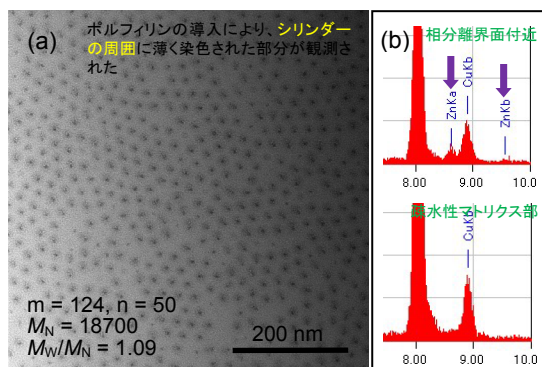 (a)
ポルフィリンの導入により、シリンダー
の周囲に薄く染色された部分が観測さ
れた
m = 124, n = 50
MN = 18700
MW/MN = 1.09
200 nm
(b)
相分離界面付近
ZnKa
CuKb
ZnKb
8.00 9.00 10.0
疎水性マトリクス部
CuKb
8.00 9.00 10.0